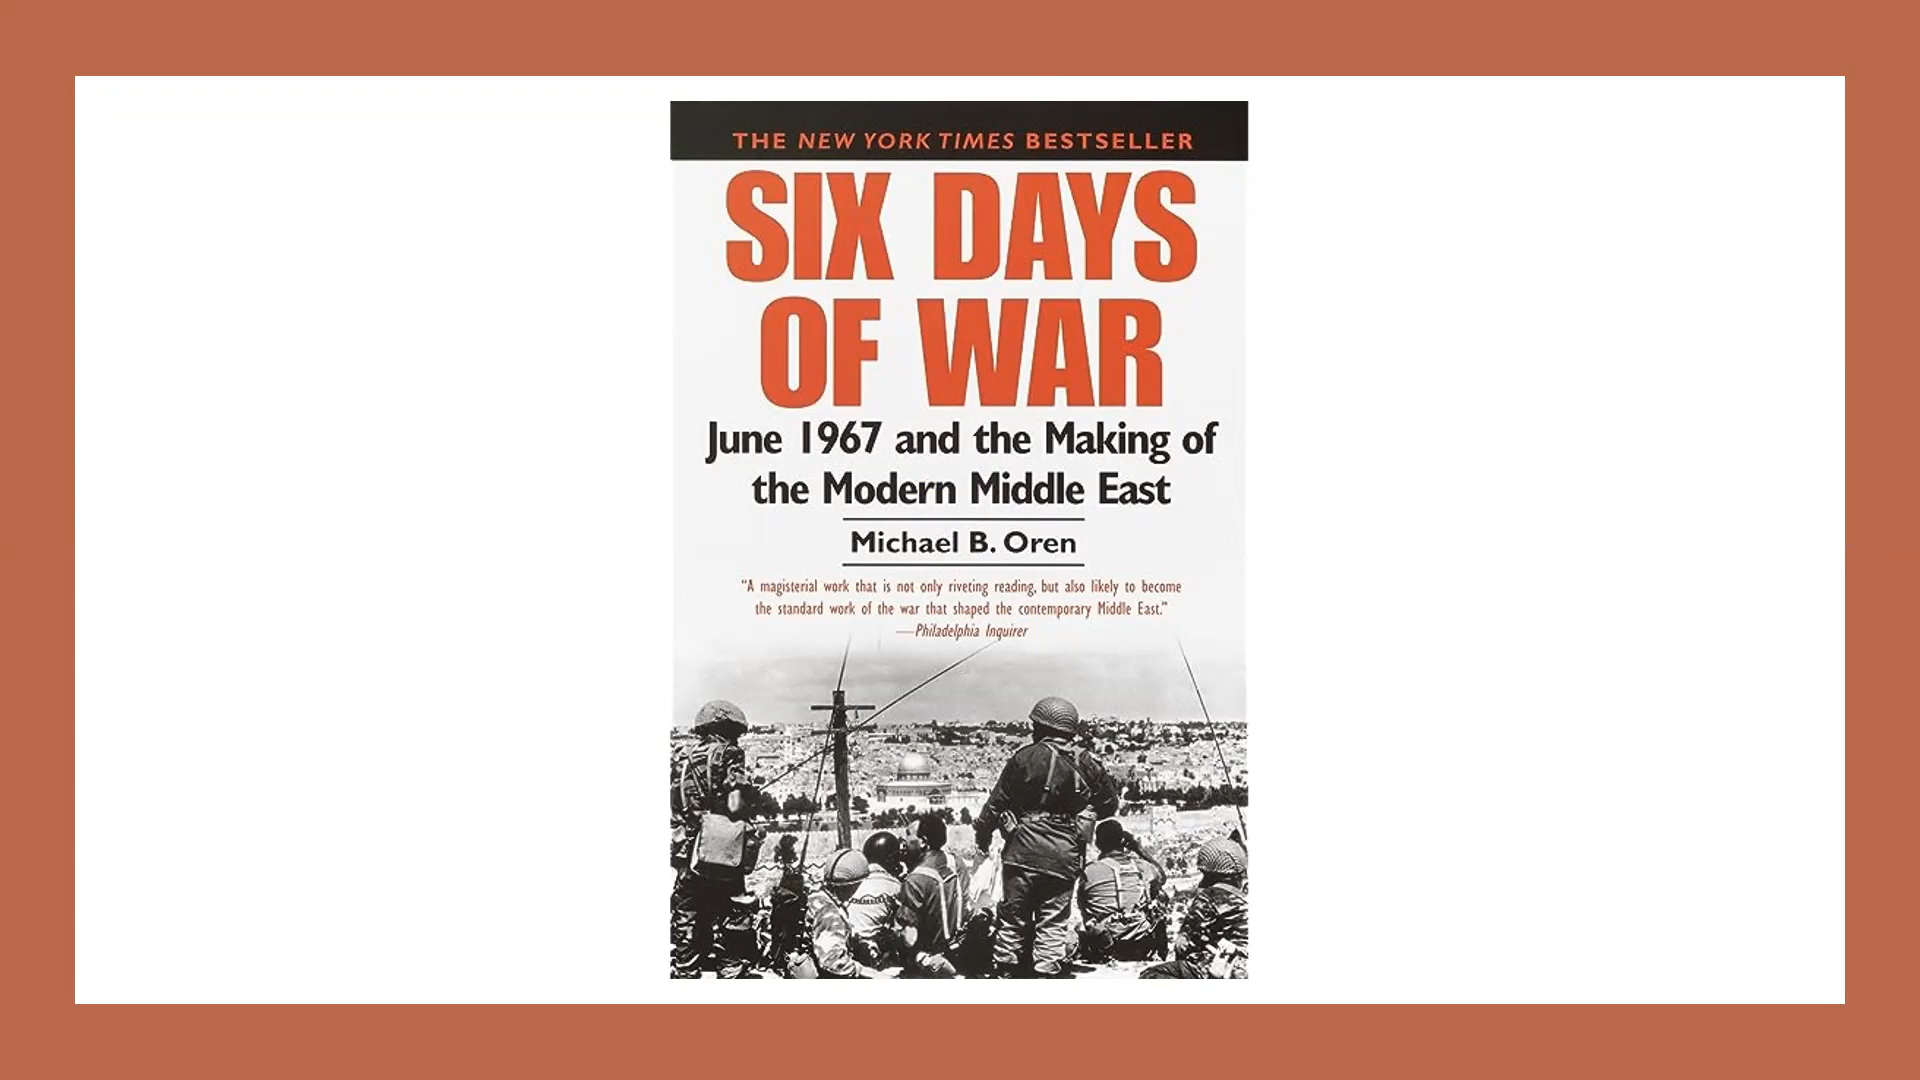 THE NEW YORK TIMES BESTSELLER
SIX DAYS
OF WAR
June 1967 and the Making of
the Modern Middle East
Michael B. Oren
“A magisterial work that is not only riveting reading, but also likely to become
the standard work of the war that shaped the contemporary Middle East.”
—Philadelphia Inquirer